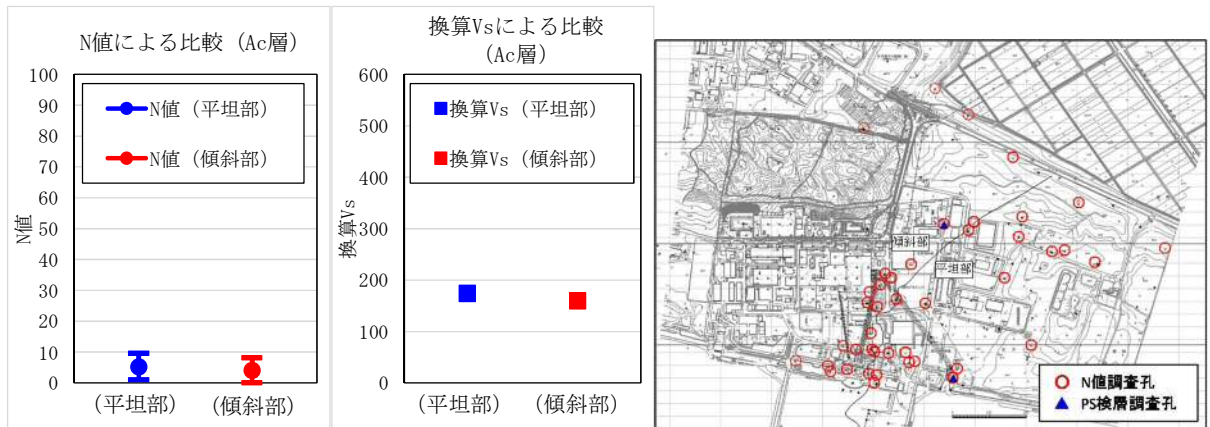 N値による比較 (Ac層)
100
90
80
70
60
50
40
30
20
10
0
N値
N値 (平坦部)
N値 (傾斜部)
(平坦部)
(傾斜部)
換算Vsによる比較
(Ac層)
600
500
400
300
200
100
0
換算Vs
換算Vs (平坦部)
換算Vs (傾斜部)
(平坦部)
(傾斜部)
傾斜部
平坦部
N値調査孔
PS検層調査孔